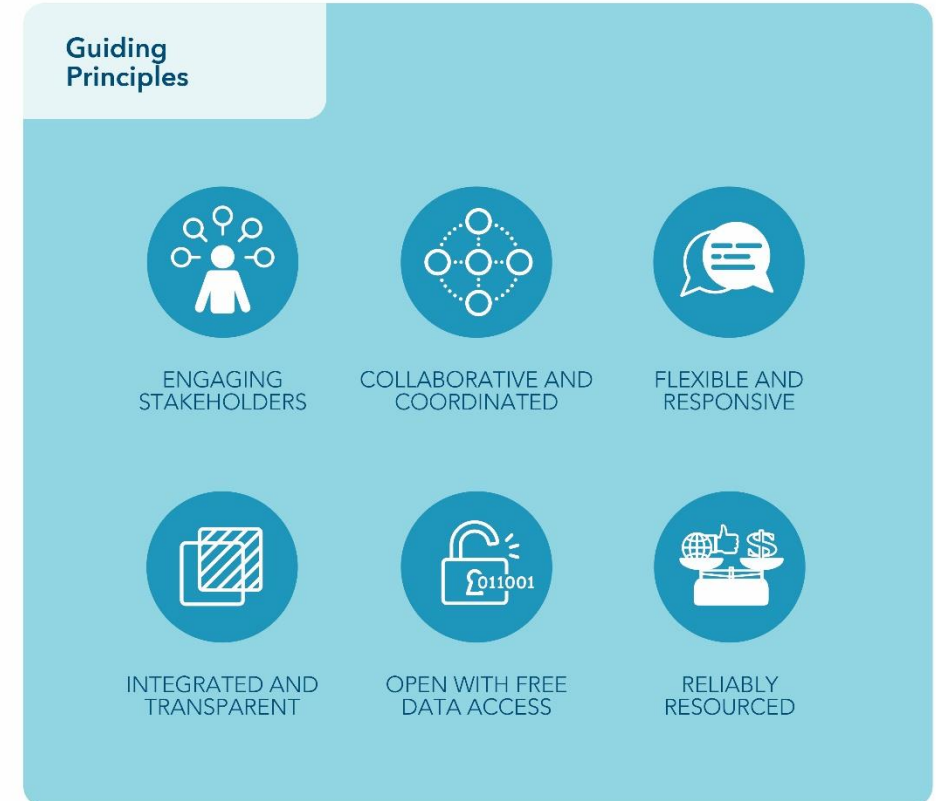 Guiding
Principles
ENGAGING
STAKEHOLDERS
COLLABORATIVE AND
COORDINATED
FLEXIBLE AND
RESPONSIVE
011001
$
INTEGRATED AND
TRANSPARENT
OPEN WITH FREE
DATA ACCESS
RELIABLY
RESOURCED